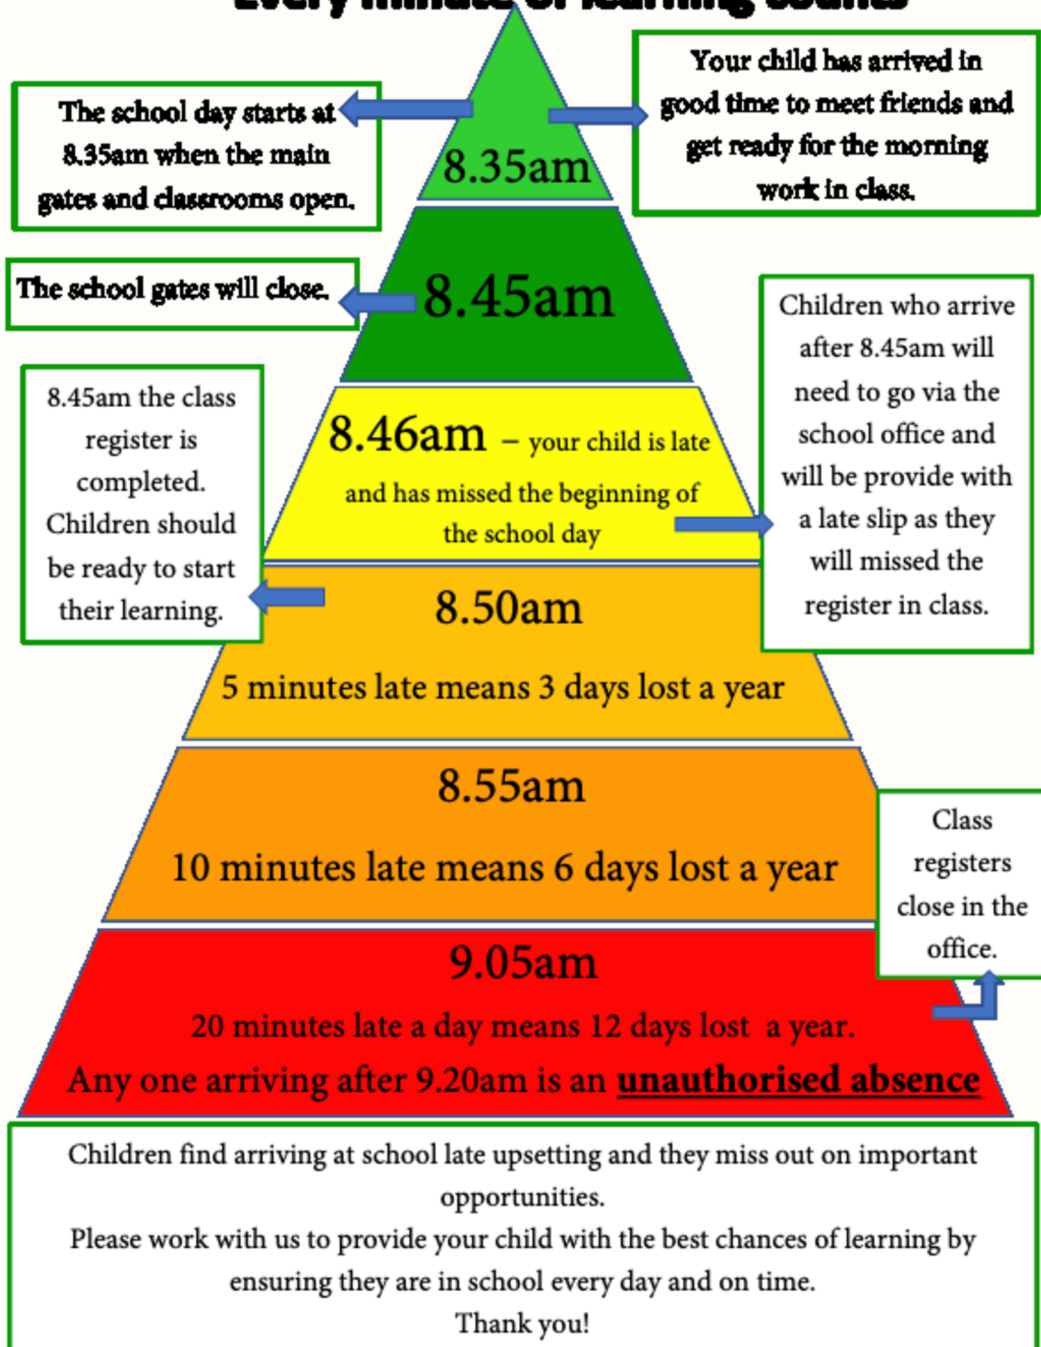 Every minute of learning counts
The school day starts at
8.35am when the main
gates and classrooms open.
Your child has arrived in
good time to meet friends and
get ready for the morning
work in class.
8.35am
The school gates will close.
8.45am
8.45am the class
register is
completed.
Children should
be ready to start
their learning.
8.46am – your child is late
and has missed the beginning of
the school day
Children who arrive
after 8.45am will
need to go via the
school office and
will be provide with
a late slip as they
will missed the
register in class.
8.50am
5 minutes late means 3 days lost a year
8.55am
10 minutes late means 6 days lost a year
Class
registers
close in the
office.
9.05am
20 minutes late a day means 12 days lost a year.
Any one arriving after 9.20am is an unauthorised absence
Children find arriving at school late upsetting and they miss out on important
opportunities.
Please work with us to provide your child with the best chances of learning by
ensuring they are in school every day and on time.
Thank you!